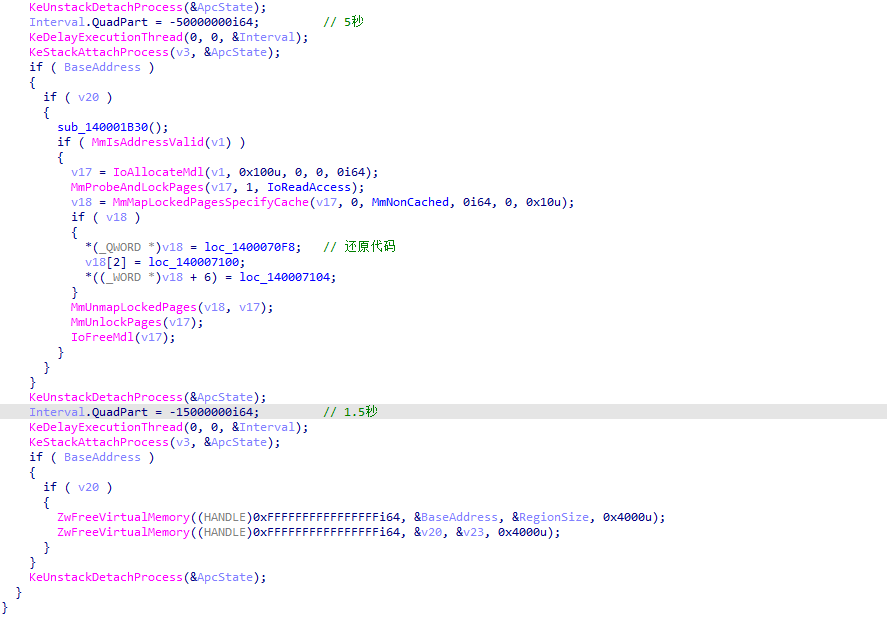 KeUnstackDetachProcess(&ApcState);
Interval.QuadPart = -50000000i64;         // 5秒
KeDelayExecutionThread(0, 0, &Interval);
KeStackAttachProcess(v3, &ApcState);
if ( BaseAddress )
{
if ( v20 )
{
sub_140001B30();
if ( MmIsAddressValid(v1) )
{
v17 = IoAllocateMdl(v1, 0x100u, 0, 0, 0i64);
MmProbeAndLockPages(v17, 1, IoReadAccess);
v18 = MmMapLockedPagesSpecifyCache(v17, 0, MmNonCached, 0i64, 0, 0x10u);
if ( v18 )
{
*(_QWORD *)v18 = loc_1400070F8;   // 还原代码
v18[2] = loc_140007100;
*((_WORD *)v18 + 6) = loc_140007104;
}
MmUnmapLockedPages(v18, v17);
MmUnlockPages(v17);
IoFreeMdl(v17);
}
}
}
KeUnstackDetachProcess(&ApcState);
Interval.QuadPart = -15000000i64;         // 1.5秒
KeDelayExecutionThread(0, 0, &Interval);
KeStackAttachProcess(v3, &ApcState);
if ( BaseAddress )
{
if ( v20 )
{
ZwFreeVirtualMemory((HANDLE)0xFFFFFFFFFFFFFFFFi64, &BaseAddress, &RegionSize, 0x4000u);
ZwFreeVirtualMemory((HANDLE)0xFFFFFFFFFFFFFFFFi64, &v20, &v23, 0x4000u);
}
}
KeUnstackDetachProcess(&ApcState);
}
}